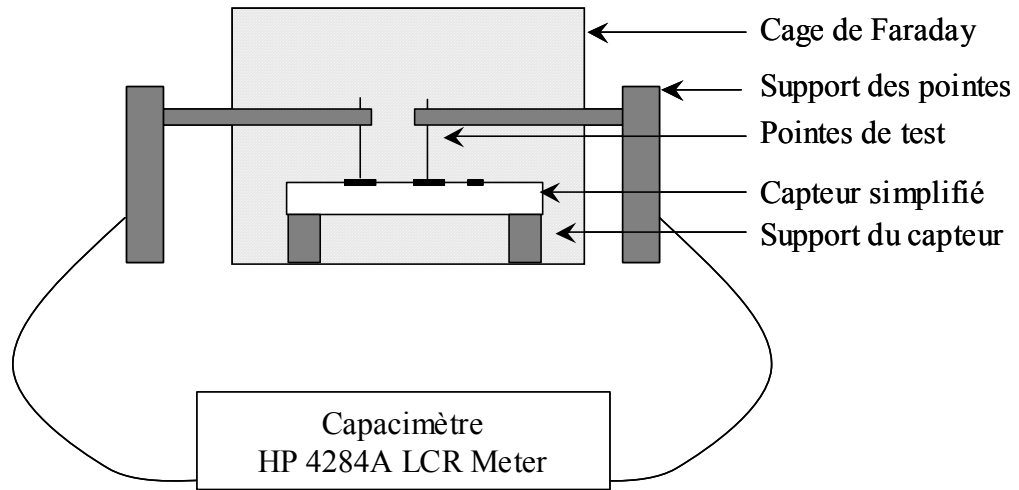 Cage de Faraday
Support des pointes
Pointes de test
Capteur simplifié
Support du capteur
Capacimètre
HP 4284A LCR Meter